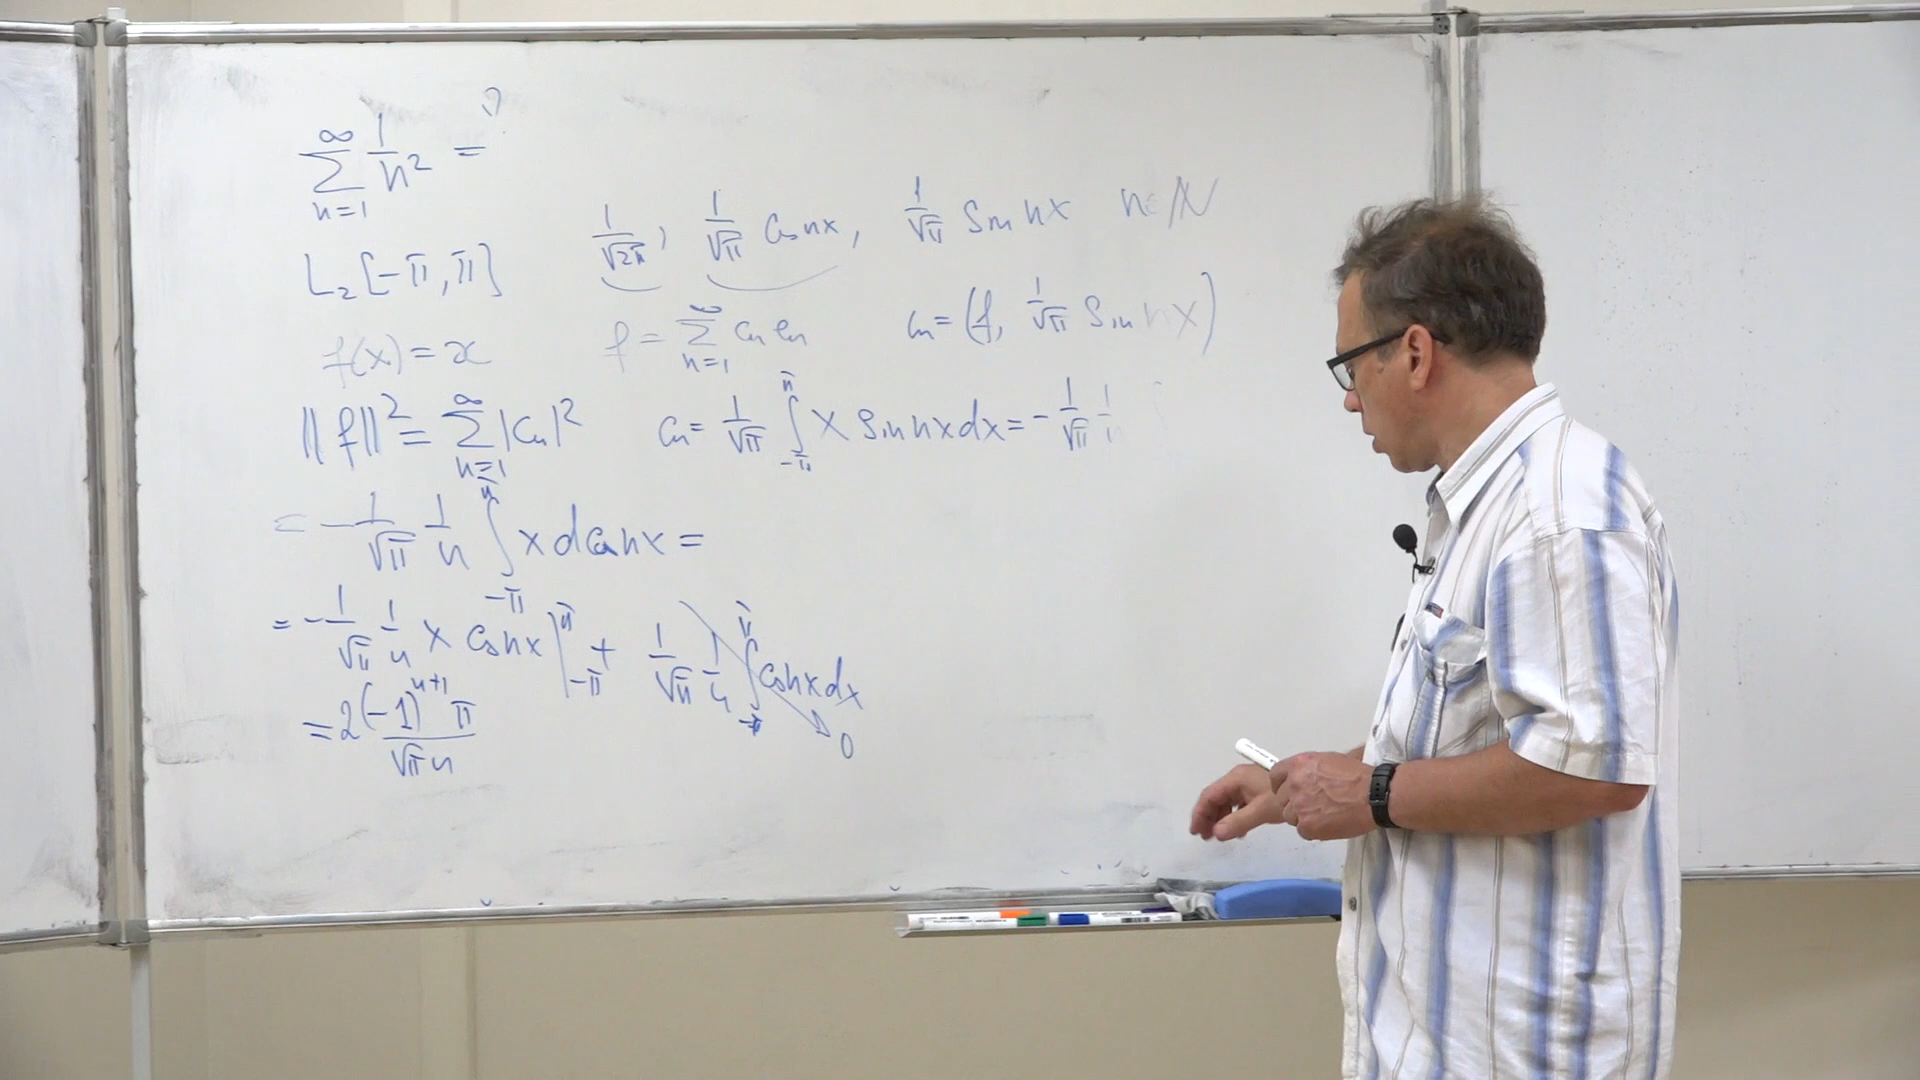 ∑_{n=1}^{∞} 1/n² = ?
L₂[-π, π]    1/√2π, 1/√π cos nx, 1/√π sin nx    n∈ℕ
f(x) = x    f = ∑_{n=1}^{∞} cₙ eₙ    cₙ = (f, 1/√π sin nx)
||f||² = ∑_{n=1}^{∞} |cₙ|²    cₙ = 1/√π ∫_{-π}^{π} x sin nx dx = - 1/√π 1/n
= - 1/√π 1/n ∫_{-π}^{π} x d cos nx =
= - 1/√π 1/n x cos nx |_{-π}^{π} + 1/√π 1/n ∫_{-π}^{π} cos nx dx → 0
= 2(-1)^{n+1} π / √π n